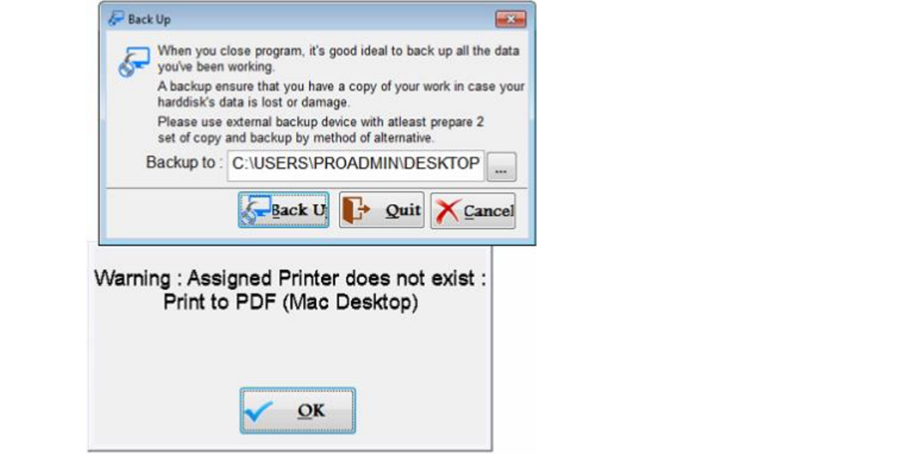 Back Up
When you close program, it's good ideal to back up all the data
you've been working.
A backup ensure that you have a copy of your work in case your
harddisk's data is lost or damage.
Please use external backup device with atleast prepare 2
set of copy and backup by method of alternative.
Backup to : C:\USERS\PROADMIN\DESKTOP ...
Back U Quit Cancel
Warning : Assigned Printer does not exist :
Print to PDF (Mac Desktop)
OK